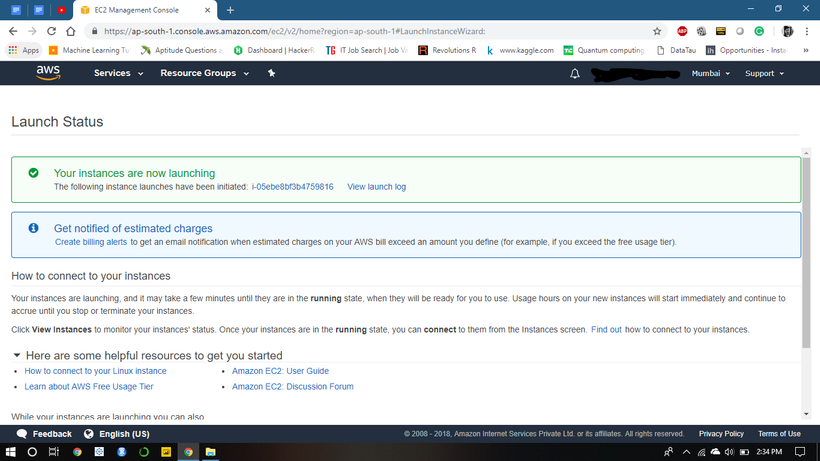 EC2 Management Console
https://ap-south-1.console.aws.amazon.com/ec2/v2/home?region=ap-south-1#LaunchInstanceWizard:
Apps Machine Learning Tu Aptitude Questions a Dashboard | HackerR IT Job Search | Job Va Revolutions R www.kaggle.com Quantum computing DataTau Opportunities - Insta »
aws Services Resource Groups Mumbai Support
Launch Status
Your instances are now launching
The following instance launches have been initiated: i-05ebe8bf3b4759816 View launch log
Get notified of estimated charges
Create billing alerts to get an email notification when estimated charges on your AWS bill exceed an amount you define (for example, if you exceed the free usage tier).
How to connect to your instances
Your instances are launching, and it may take a few minutes until they are in the running state, when they will be ready for you to use. Usage hours on your new instances will start immediately and continue to
accrue until you stop or terminate your instances.
Click View Instances to monitor your instances' status. Once your instances are in the running state, you can connect to them from the Instances screen. Find out how to connect to your instances.
Here are some helpful resources to get you started
• How to connect to your Linux instance • Amazon EC2: User Guide
• Learn about AWS Free Usage Tier • Amazon EC2: Discussion Forum
While your instances are launching you can also
Feedback English (US) © 2008 - 2018, Amazon Internet Services Private Ltd. or its affiliates. All rights reserved. Privacy Policy Terms of Use
2:34 PM